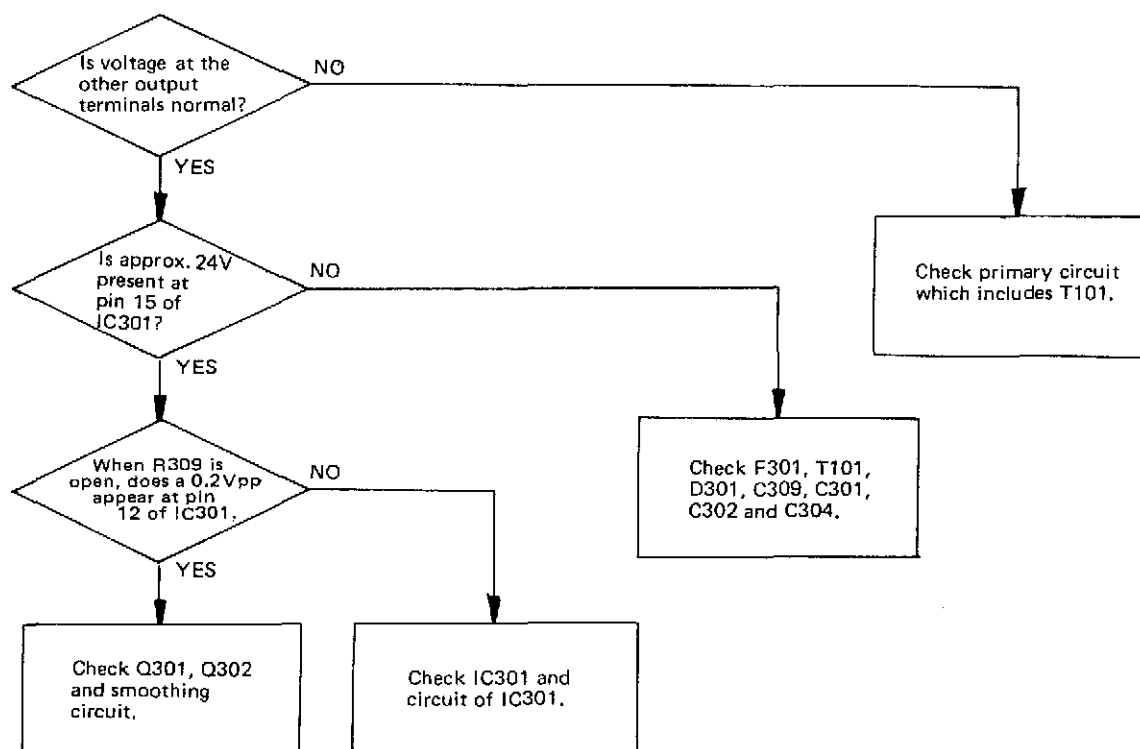 Is voltage at the
other output
terminals normal?
NO
YES
Is approx. 24V
present at
pin 15 of
IC301?
NO
YES
Check primary circuit
which includes T101.
When R309 is
open, does a 0.2Vpp
appear at pin
12 of IC301.
NO
YES
Check F301, T101,
D301, C309, C301,
C302 and C304.
Check Q301, Q302
and smoothing
circuit.
Check IC301 and
circuit of IC301.